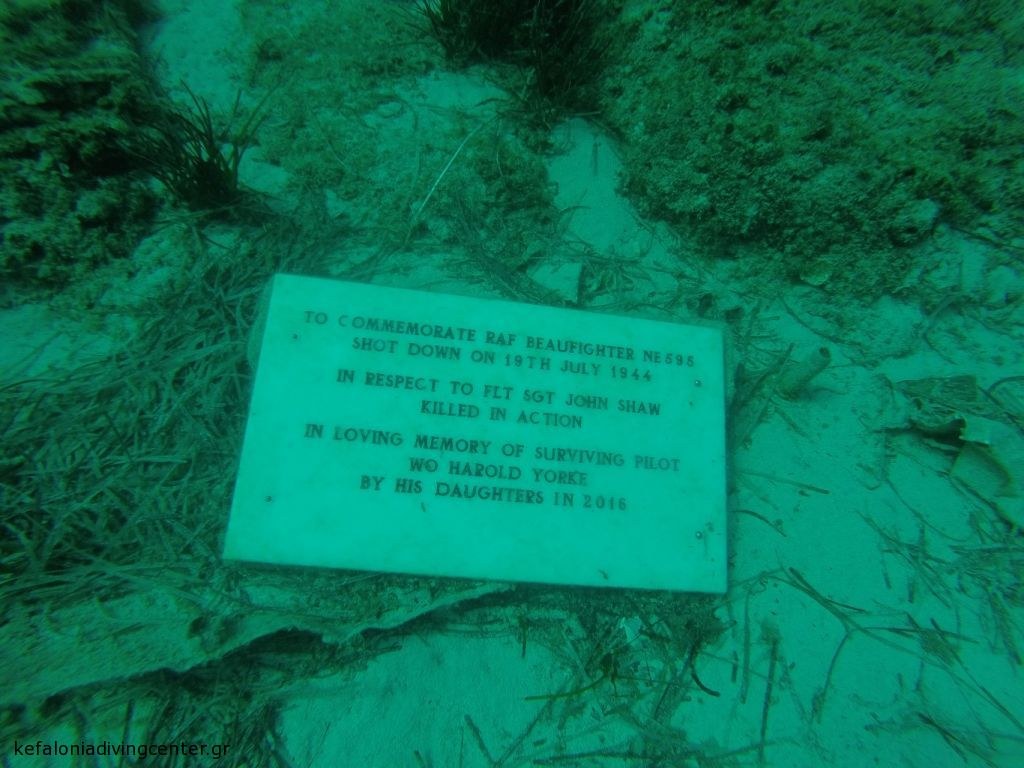 TO COMMEMORATE RAF BEAUFIGHTER NE595
SHOT DOWN ON 19TH JULY 1944
IN RESPECT TO FLT SGT JOHN SHAW
KILLED IN ACTION
IN LOVING MEMORY OF SURVIVING PILOT
WO HAROLD YORKE
BY HIS DAUGHTERS IN 2016
kefaloniadivingcenter.gr